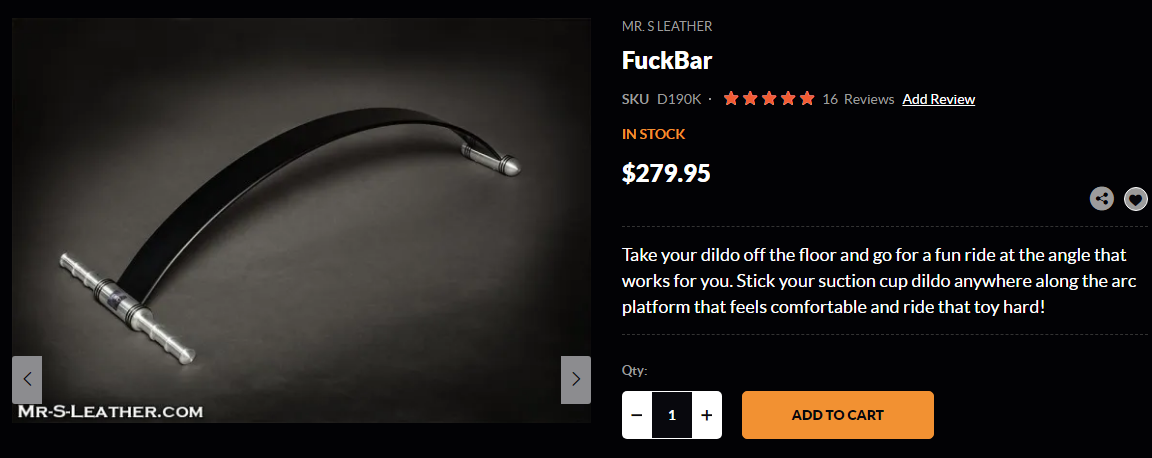 MR. S LEATHER
FuckBar
SKU D190K · 16 Reviews Add Review
IN STOCK
$279.95
Take your dildo off the floor and go for a fun ride at the angle that
works for you. Stick your suction cup dildo anywhere along the arc
platform that feels comfortable and ride that toy hard!
Qty:
− 1 + ADD TO CART
MR-S-LEATHER.COM